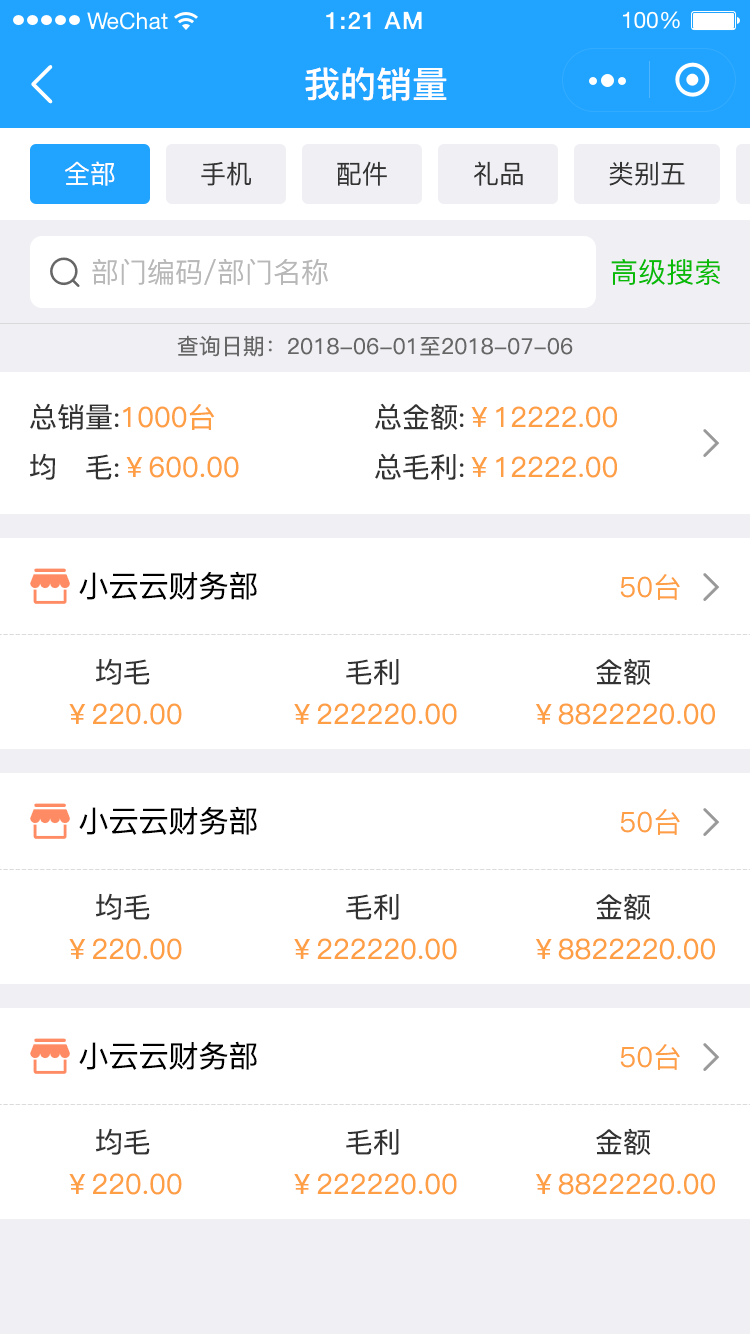 WeChat 1:21 AM 100%
我的销量
全部 手机 配件 礼品 类别五
部门编码/部门名称 高级搜索
查询日期：2018-06-01至2018-07-06
总销量:1000台 总金额:￥12222.00
均 毛:￥600.00 总毛利:￥12222.00
小云云财务部 50台
均毛 毛利 金额
￥220.00 ￥222220.00 ￥8822220.00
小云云财务部 50台
均毛 毛利 金额
￥220.00 ￥222220.00 ￥8822220.00
小云云财务部 50台
均毛 毛利 金额
￥220.00 ￥222220.00 ￥8822220.00